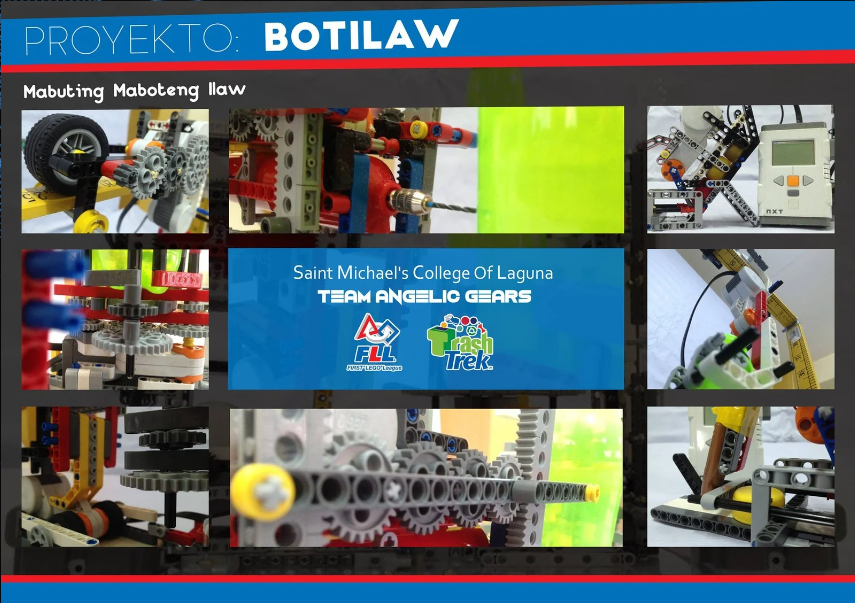 PROYEKTO: BOTILAW
Mabuting Maboteng Ilaw
NXT
Saint Michael's College Of Laguna
TEAM ANGELIC GEARS
FLL
FIRST LEGO League
Trash
Trek